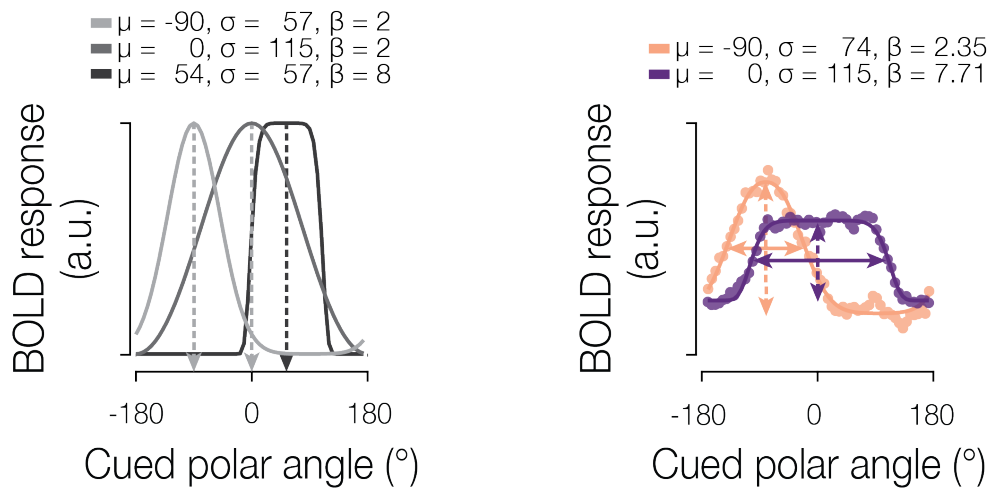 μ = -90, σ = 57, β = 2
μ = 0, σ = 115, β = 2
μ = 54, σ = 57, β = 8
BOLD response
(a.u.)
-180 0 180
Cued polar angle (°)
μ = -90, σ = 74, β = 2.35
μ = 0, σ = 115, β = 7.71
BOLD response
(a.u.)
-180 0 180
Cued polar angle (°)